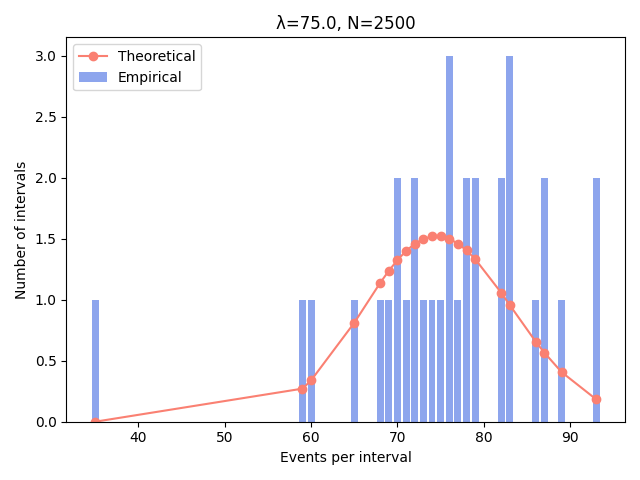 λ=75.0, N=2500
Theoretical
Empirical
Number of intervals
3.0
2.5
2.0
1.5
1.0
0.5
0.0
40 50 60 70 80 90
Events per interval